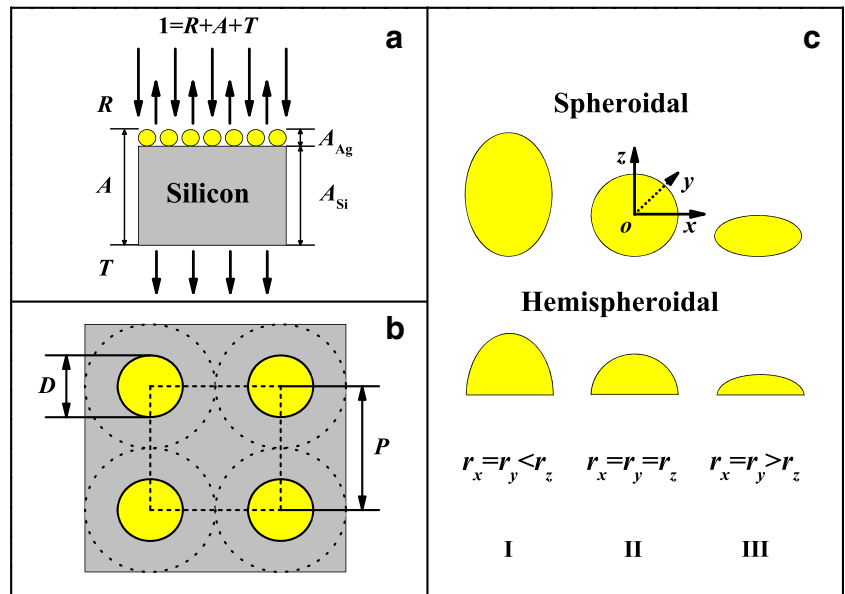 1=R+A+T
a
R
A
A_Ag
Silicon
A_Si
T
b
D
P
c
Spheroidal
z
y
o
x
Hemispheroidal
r_x=r_y<r_z r_x=r_y=r_z r_x=r_y>r_z
I II III